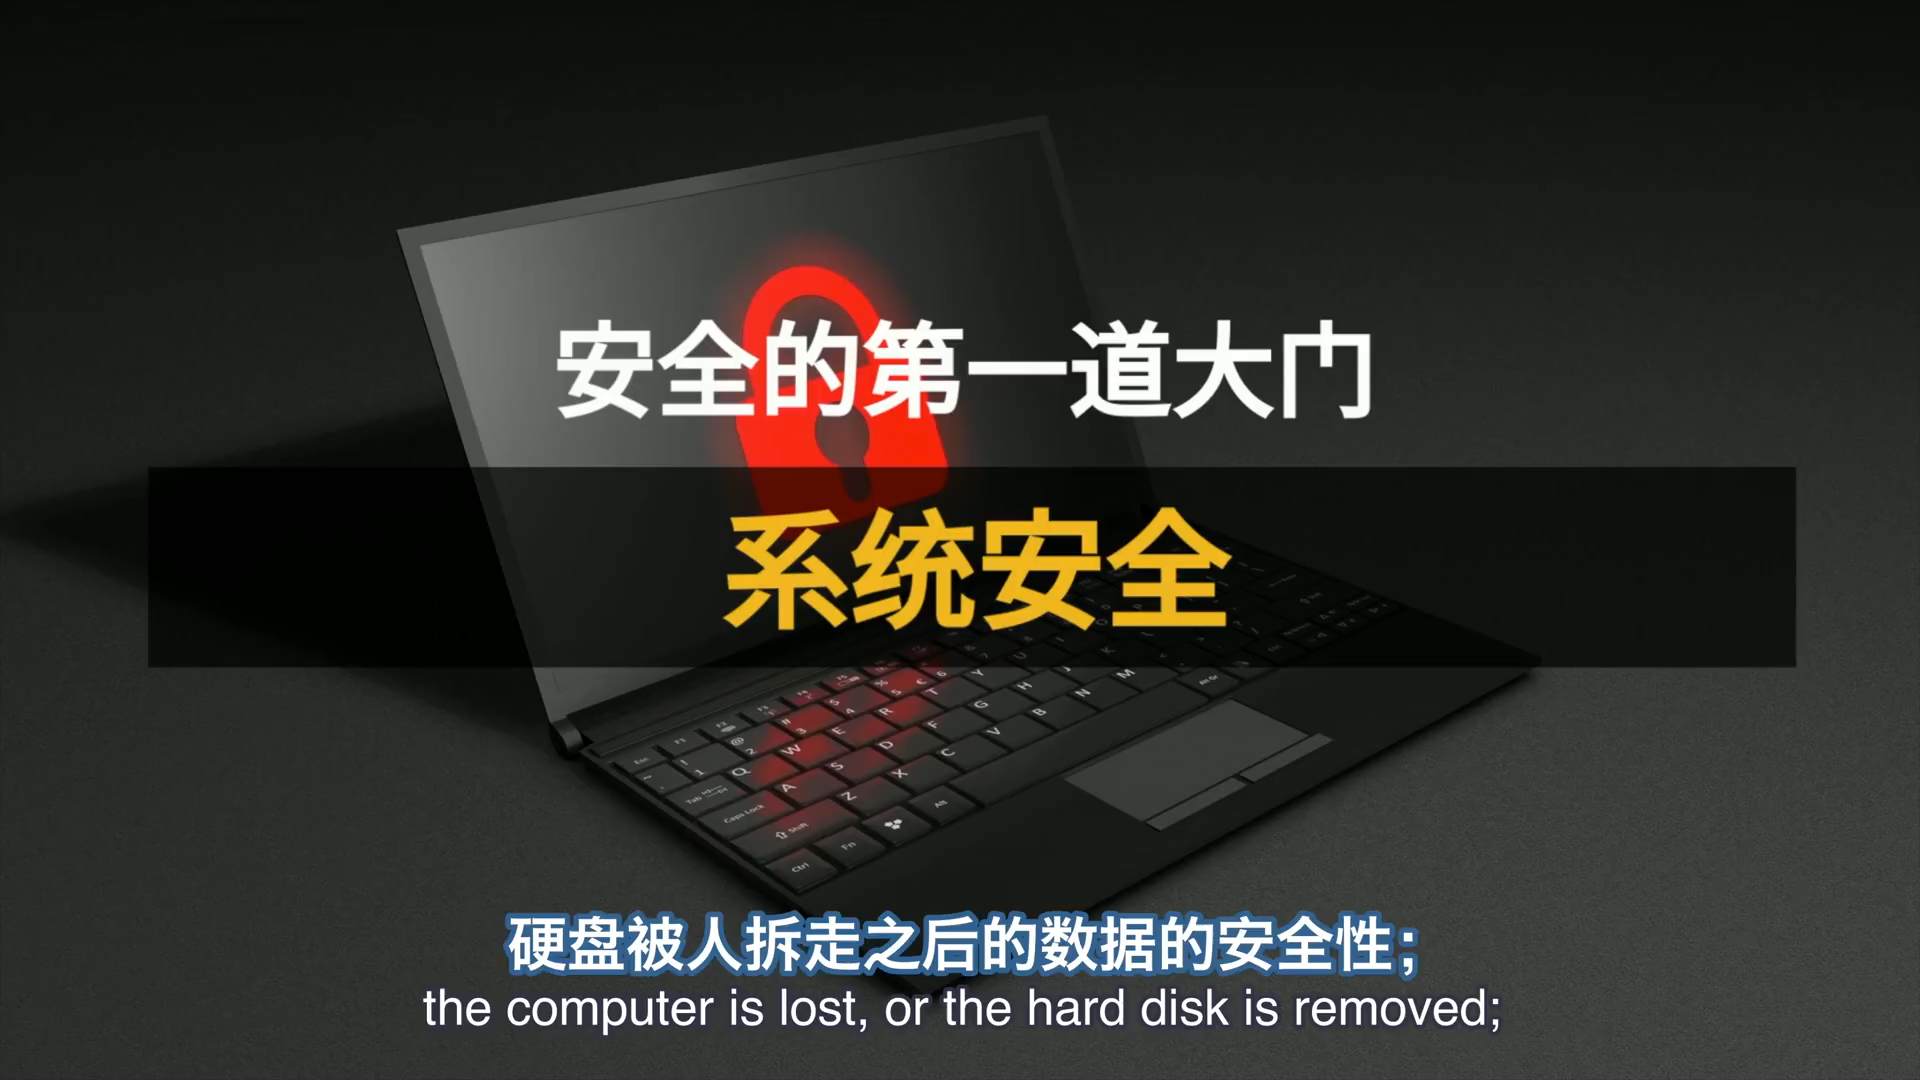 安全的第一道大门
系统安全
硬盘被人拆走之后的数据的安全性；
the computer is lost, or the hard disk is removed;